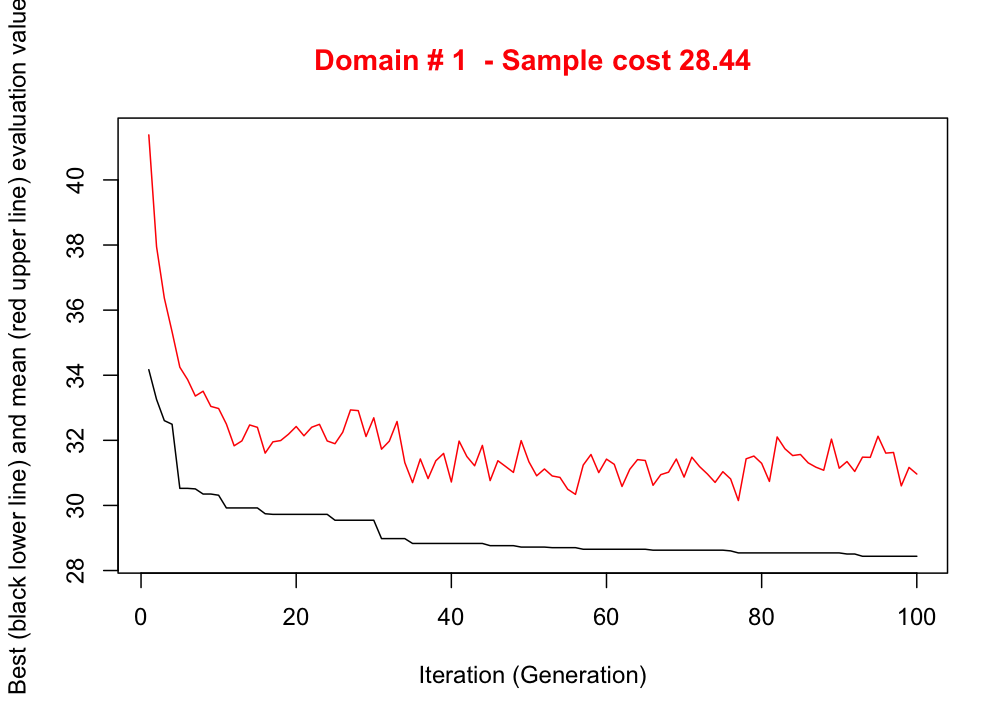 Domain # 1  - Sample cost 28.44
Best (black lower line) and mean (red upper line) evaluation value
40
38
36
34
32
30
28
0 20 40 60 80 100
Iteration (Generation)